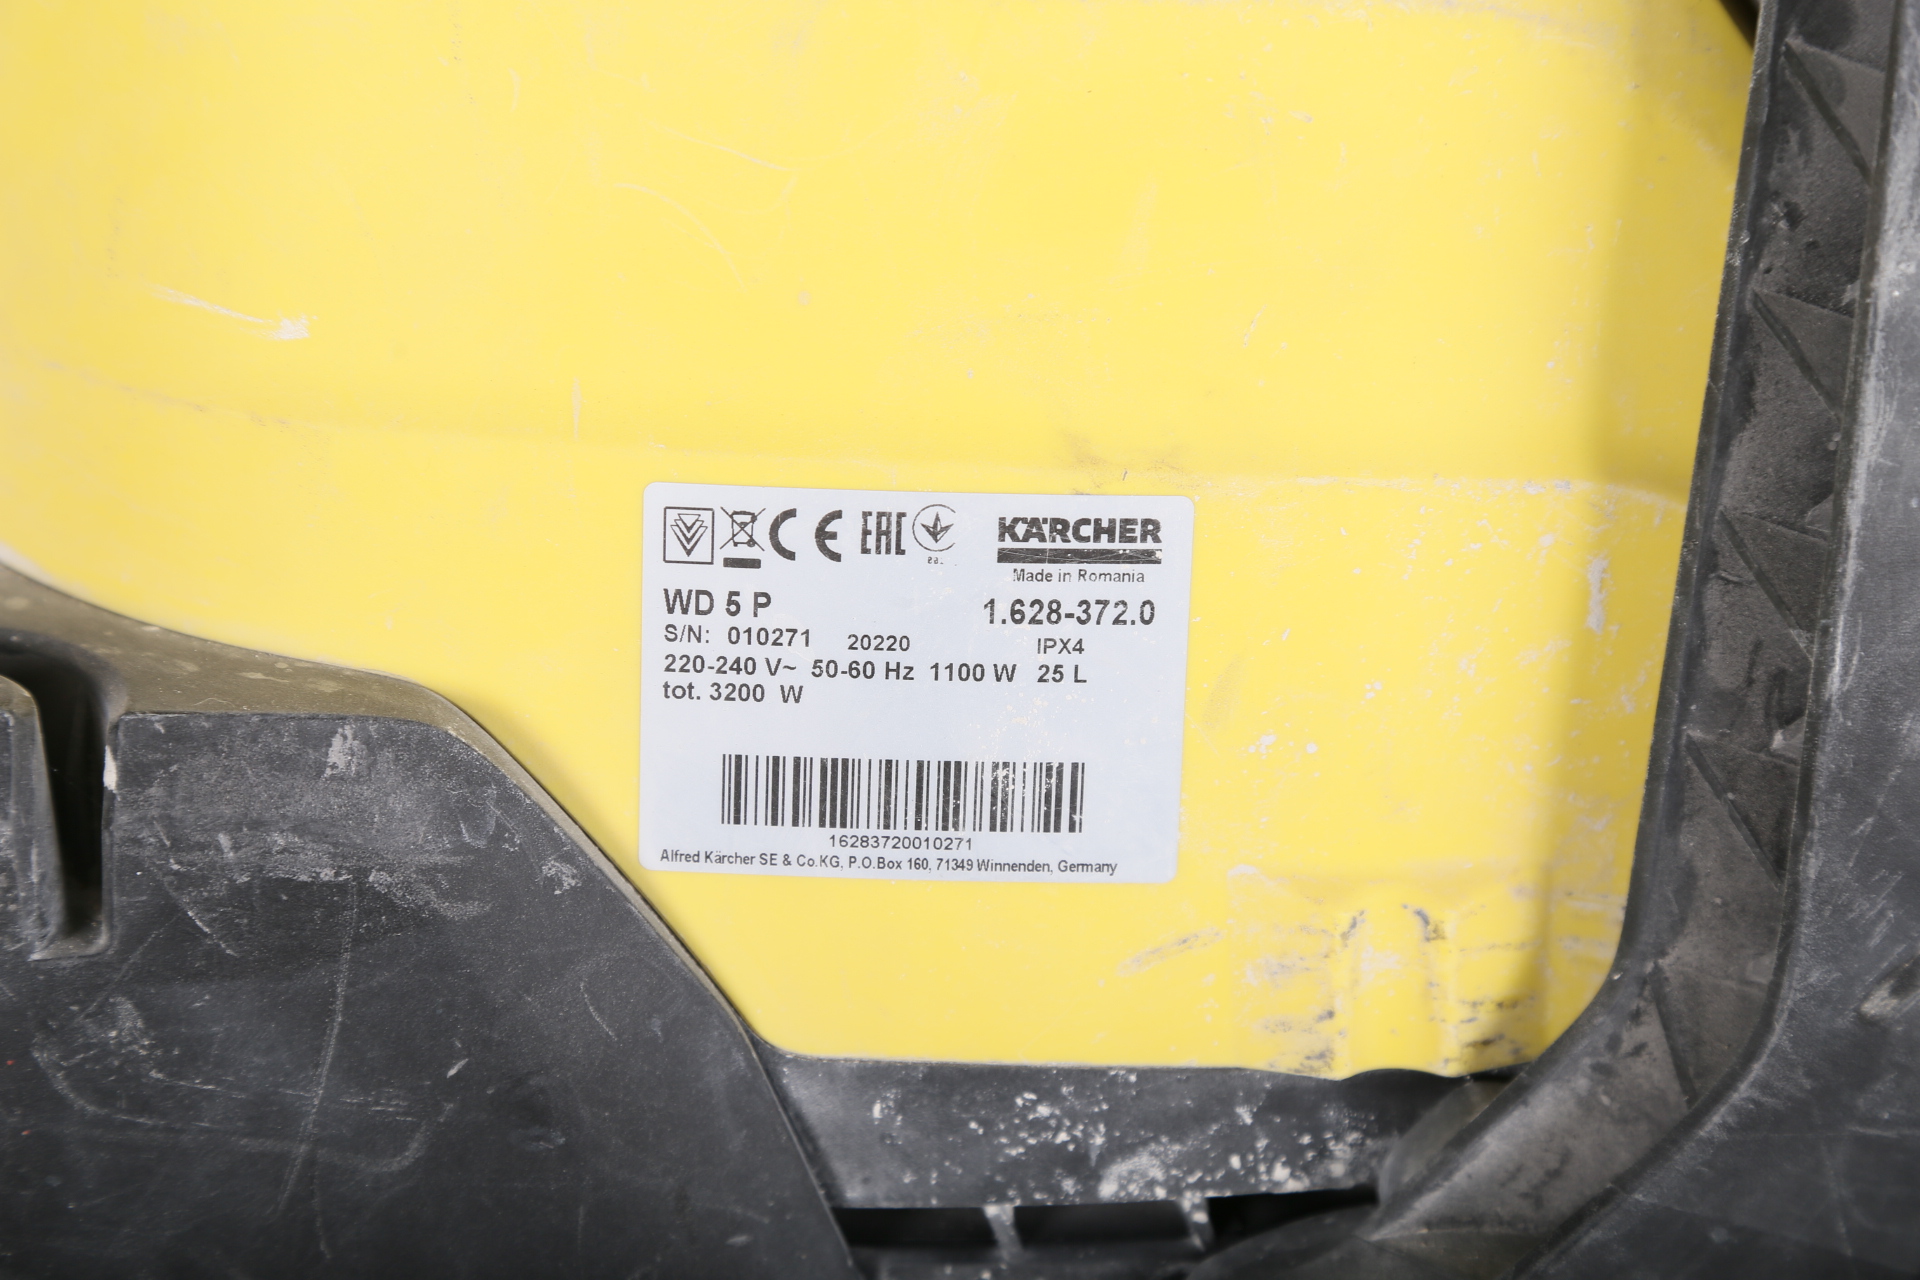 EAC
KÄRCHER
Made in Romania
WD 5 P 1.628-372.0
S/N: 010271 20220 IPX4
220-240 V~ 50-60 Hz 1100 W 25 L
tot. 3200 W
16283720010271
Alfred Kärcher SE & Co.KG, P.O.Box 160, 71349 Winnenden, Germany